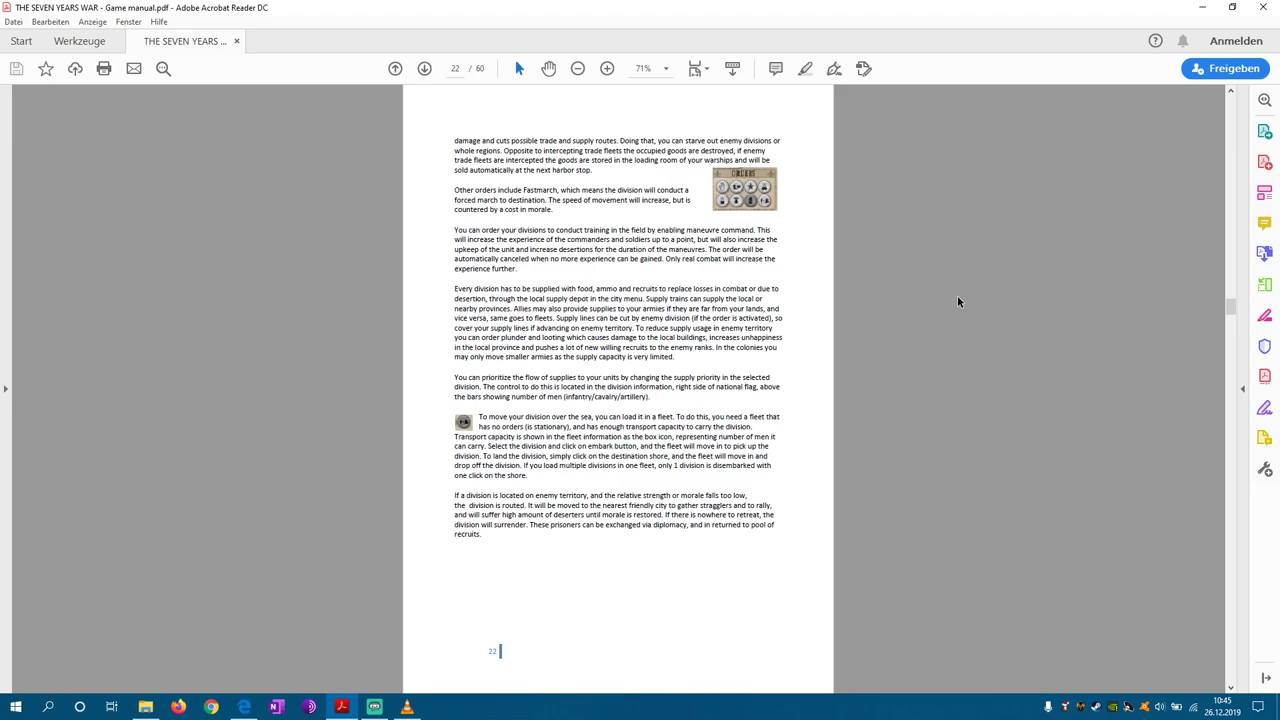 THE SEVEN YEARS WAR - Game manual.pdf - Adobe Acrobat Reader DC
Datei Bearbeiten Anzeige Fenster Hilfe
Start Werkzeuge THE SEVEN YEARS ... × Anmelden
22 / 60 71% Freigeben
damage and cuts possible trade and supply routes. Doing that, you can starve out enemy divisions or
whole regions. Opposite to intercepting trade fleets the occupied goods are destroyed, if enemy
trade fleets are intercepted the goods are stored in the loading room of your warships and will be
sold automatically at the next harbor stop.
ORDERS
Other orders include Fastmarch, which means the division will conduct a
forced march to destination. The speed of movement will increase, but is
countered by a cost in morale.
You can order your divisions to conduct training in the field by enabling maneuvre command. This
will increase the experience of the commanders and soldiers up to a point, but will also increase the
upkeep of the unit and increase desertions for the duration of the maneuvres. The order will be
automatically canceled when no more experience can be gained. Only real combat will increase the
experience further.
Every division has to be supplied with food, ammo and recruits to replace losses in combat or due to
desertion, through the local supply depot in the city menu. Supply trains can supply the local or
nearby provinces. Allies may also provide supplies to your armies if they are far from your lands, and
vice versa, same goes to fleets. Supply lines can be cut by enemy division (if the order is activated), so
cover your supply lines if advancing on enemy territory. To reduce supply usage in enemy territory
you can order plunder and looting which causes damage to the local buildings, increases unhappiness
in the local province and pushes a lot of new willing recruits to the enemy ranks. In the colonies you
may only move smaller armies as the supply capacity is very limited.
You can prioritize the flow of supplies to your units by changing the supply priority in the selected
division. The control to do this is located in the division information, right side of national flag, above
the bars showing number of men (infantry/cavalry/artillery).
To move your division over the sea, you can load it in a fleet. To do this, you need a fleet that
has no orders (is stationary), and has enough transport capacity to carry the division.
Transport capacity is shown in the fleet information as the box icon, representing number of men it
can carry. Select the division and click on embark button, and the fleet will move in to pick up the
division. To land the division, simply click on the destination shore, and the fleet will move in and
drop off the division. If you load multiple divisions in one fleet, only 1 division is disembarked with
one click on the shore.
If a division is located on enemy territory, and the relative strength or morale falls too low,
the division is routed. It will be moved to the nearest friendly city to gather stragglers and to rally,
and will suffer high amount of deserters until morale is restored. If there is nowhere to retreat, the
division will surrender. These prisoners can be exchanged via diplomacy, and in returned to pool of
recruits.
22
10:45
26.12.2019